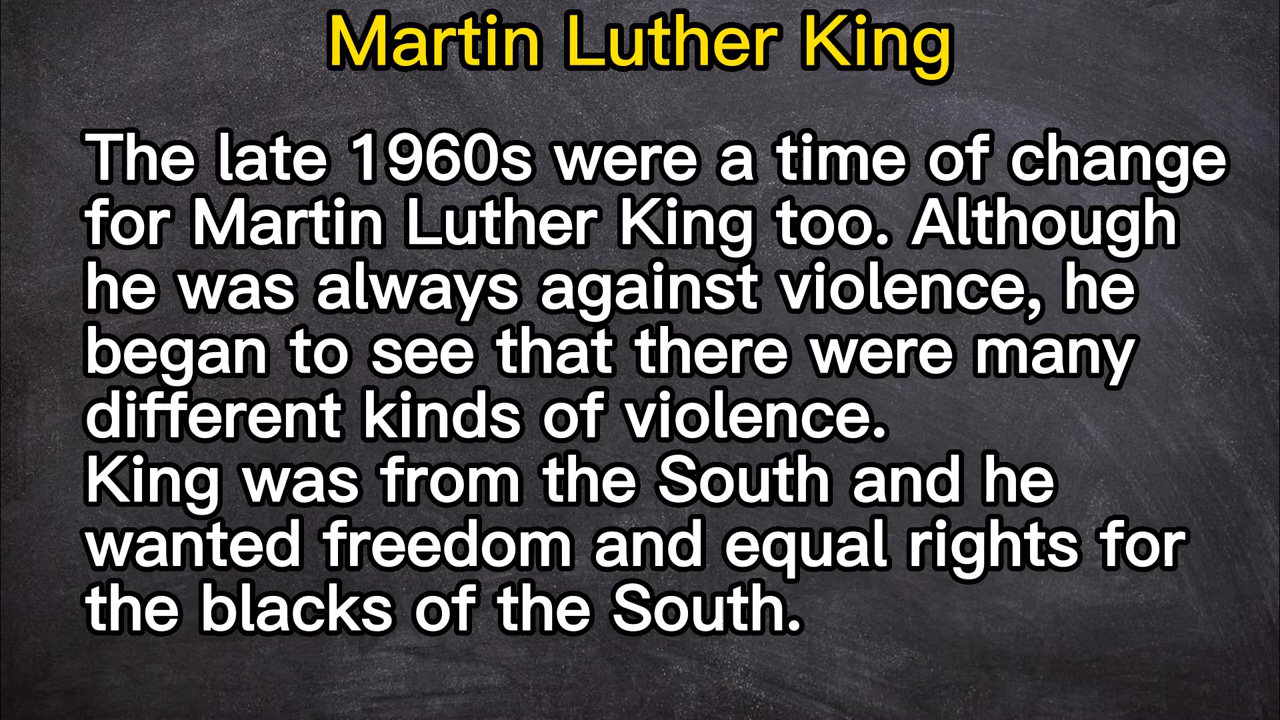 Martin Luther King
The late 1960s were a time of change
for Martin Luther King too. Although
he was always against violence, he
began to see that there were many
different kinds of violence.
King was from the South and he
wanted freedom and equal rights for
the blacks of the South.